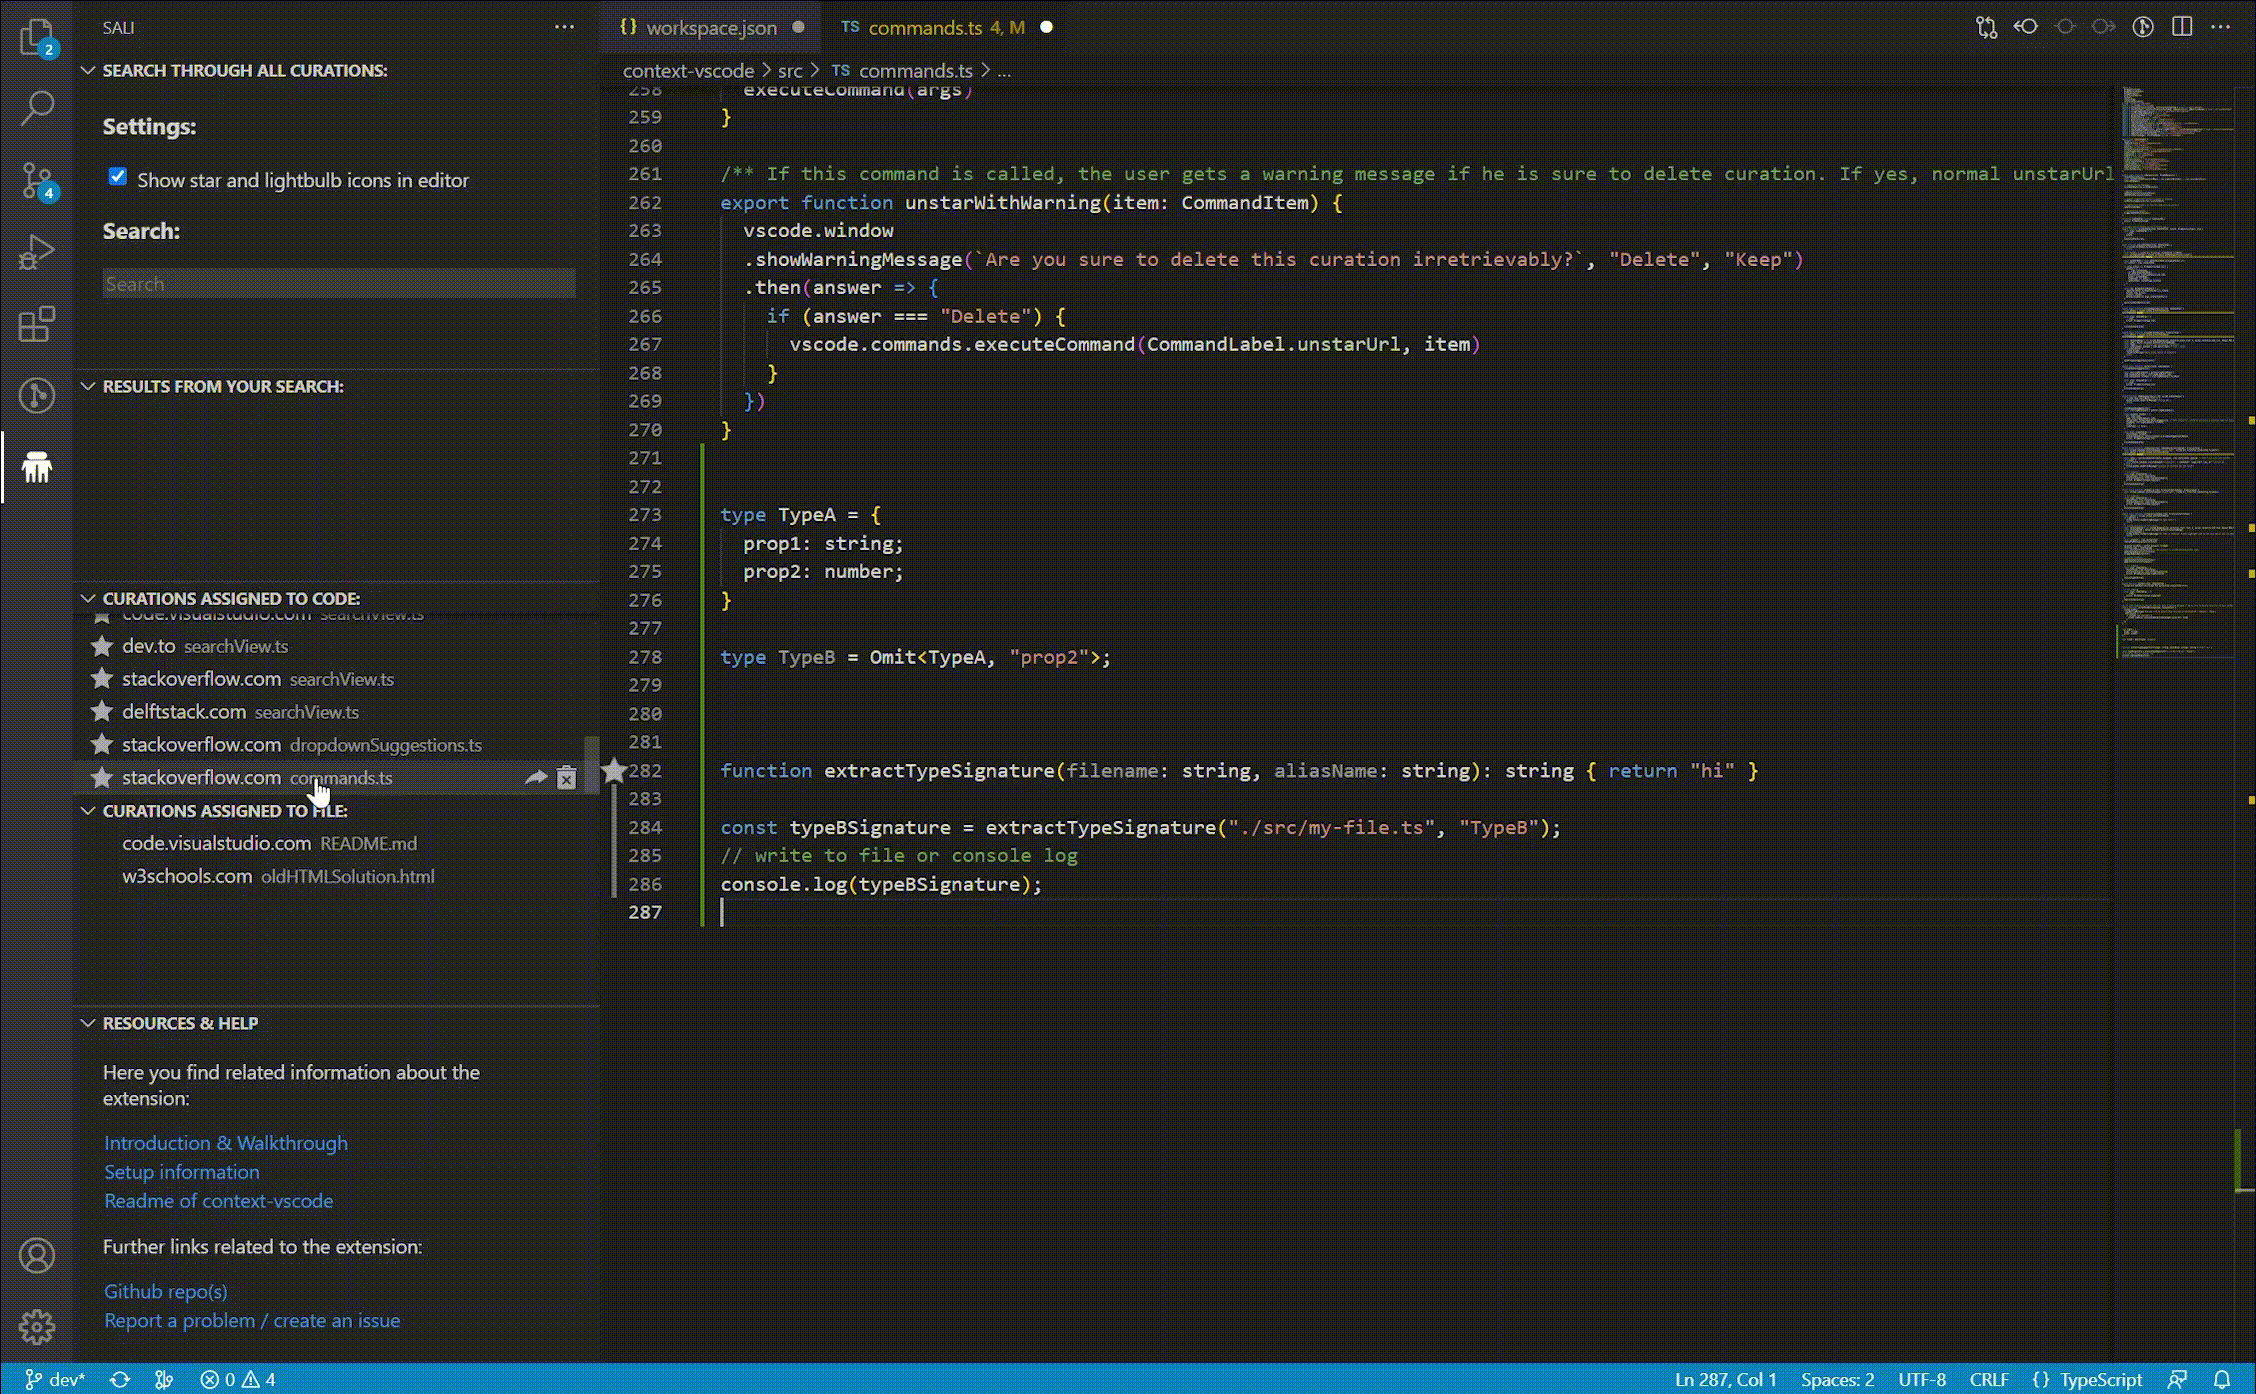 2
4
SALI
SEARCH THROUGH ALL CURATIONS:
Settings:
Show star and lightbulb icons in editor
Search:
Search
RESULTS FROM YOUR SEARCH:
CURATIONS ASSIGNED TO CODE:
code.visualstudio.com searchView.ts
dev.to searchView.ts
stackoverflow.com searchView.ts
delftstack.com searchView.ts
stackoverflow.com dropdownSuggestions.ts
stackoverflow.com commands.ts
CURATIONS ASSIGNED TO FILE:
code.visualstudio.com README.md
w3schools.com oldHTMLSolution.html
RESOURCES & HELP
Here you find related information about the
extension:
Introduction & Walkthrough
Setup information
Readme of context-vscode
Further links related to the extension:
Github repo(s)
Report a problem / create an issue
{} workspace.json
TS commands.ts 4, M
context-vscode > src > TS commands.ts > ...
258 executeCommand(args)
259 }
260
261 /** If this command is called, the user gets a warning message if he is sure to delete curation. If yes, normal unstarUrl
262 export function unstarWithWarning(item: CommandItem) {
263 vscode.window
264 .showWarningMessage(`Are you sure to delete this curation irretrievably?`, "Delete", "Keep")
265 .then(answer => {
266 if (answer === "Delete") {
267 vscode.commands.executeCommand(CommandLabel.unstarUrl, item)
268 }
269 })
270 }
271
272
273 type TypeA = {
274 prop1: string;
275 prop2: number;
276 }
277
278 type TypeB = Omit<TypeA, "prop2">;
279
280
281
282 function extractTypeSignature(filename: string, aliasName: string): string { return "hi" }
283
284 const typeBSignature = extractTypeSignature("./src/my-file.ts", "TypeB");
285 // write to file or console log
286 console.log(typeBSignature);
287
dev* 0 4
Ln 287, Col 1 Spaces: 2 UTF-8 CRLF {} TypeScript